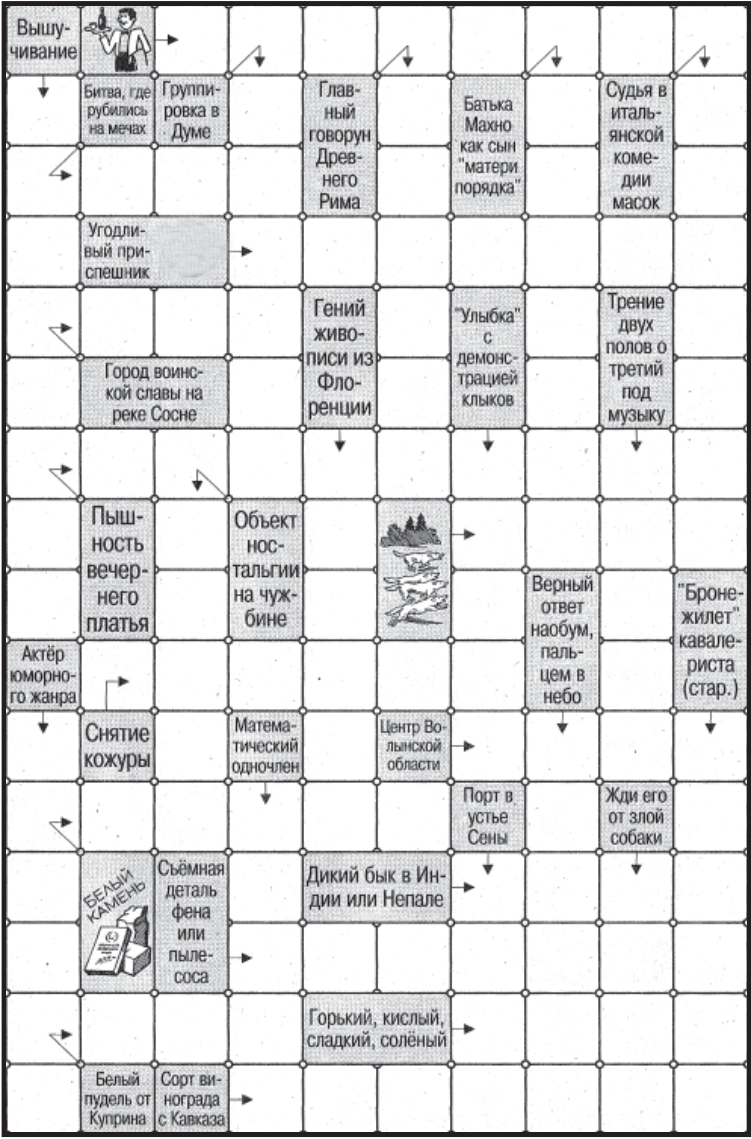 Вышу-
чивание
Битва, где
рубились
на мечах
Группи-
ровка в
Думе
Глав-
ный
говорун
Древ-
него
Рима
Батька
Махно
как сын
"матери
порядка"
Судья в
италь-
янской
коме-
дии
масок
Угодли-
вый при-
спешник
Гений
живо-
писи из
Фло-
ренции
"Улыбка"
с
демонс-
трацией
клыков
Трение
двух
полов о
третий
под
музыку
Город воинс-
кой славы на
реке Сосне
Пыш-
ность
вечер-
него
платья
Объект
нос-
тальгии
на чуж-
бине
Верный
ответ
наобум,
паль-
цем в
небо
"Броне-
жилет"
кавале-
риста
(стар.)
Актёр
юморно-
го жанра
Снятие
кожуры
Матема-
тический
одночлен
Центр Во-
лынской
области
Порт в
устье
Сены
Жди его
от злой
собаки
БЕЛЫЙ
КАМЕНЬ
Съёмная
деталь
фена
или
пыле-
соса
Дикий бык в Ин-
дии или Непале
Горький, кислый,
сладкий, солёный
Белый
пудель от
Куприна
Сорт ви-
нограда
с Кавказа